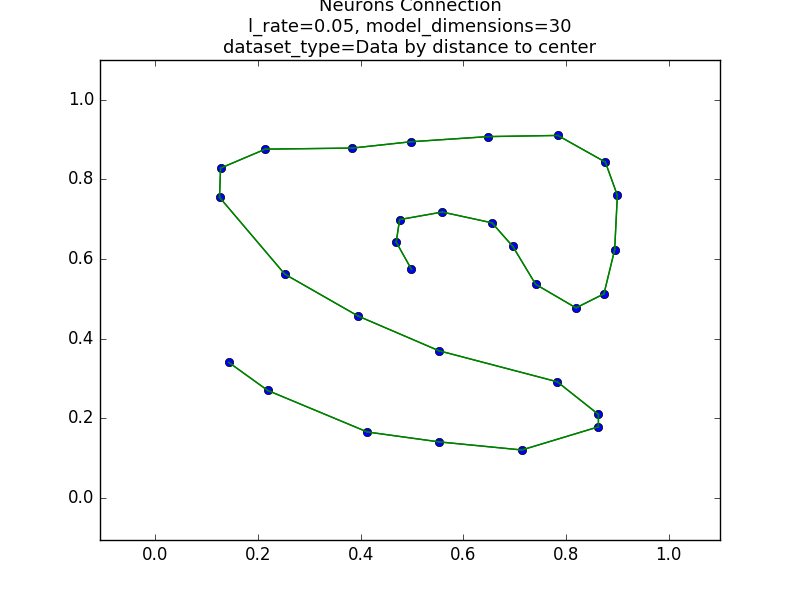 Neurons Connection
l_rate=0.05, model_dimensions=30
dataset_type=Data by distance to center
1.0
0.8
0.6
0.4
0.2
0.0
0.0 0.2 0.4 0.6 0.8 1.0